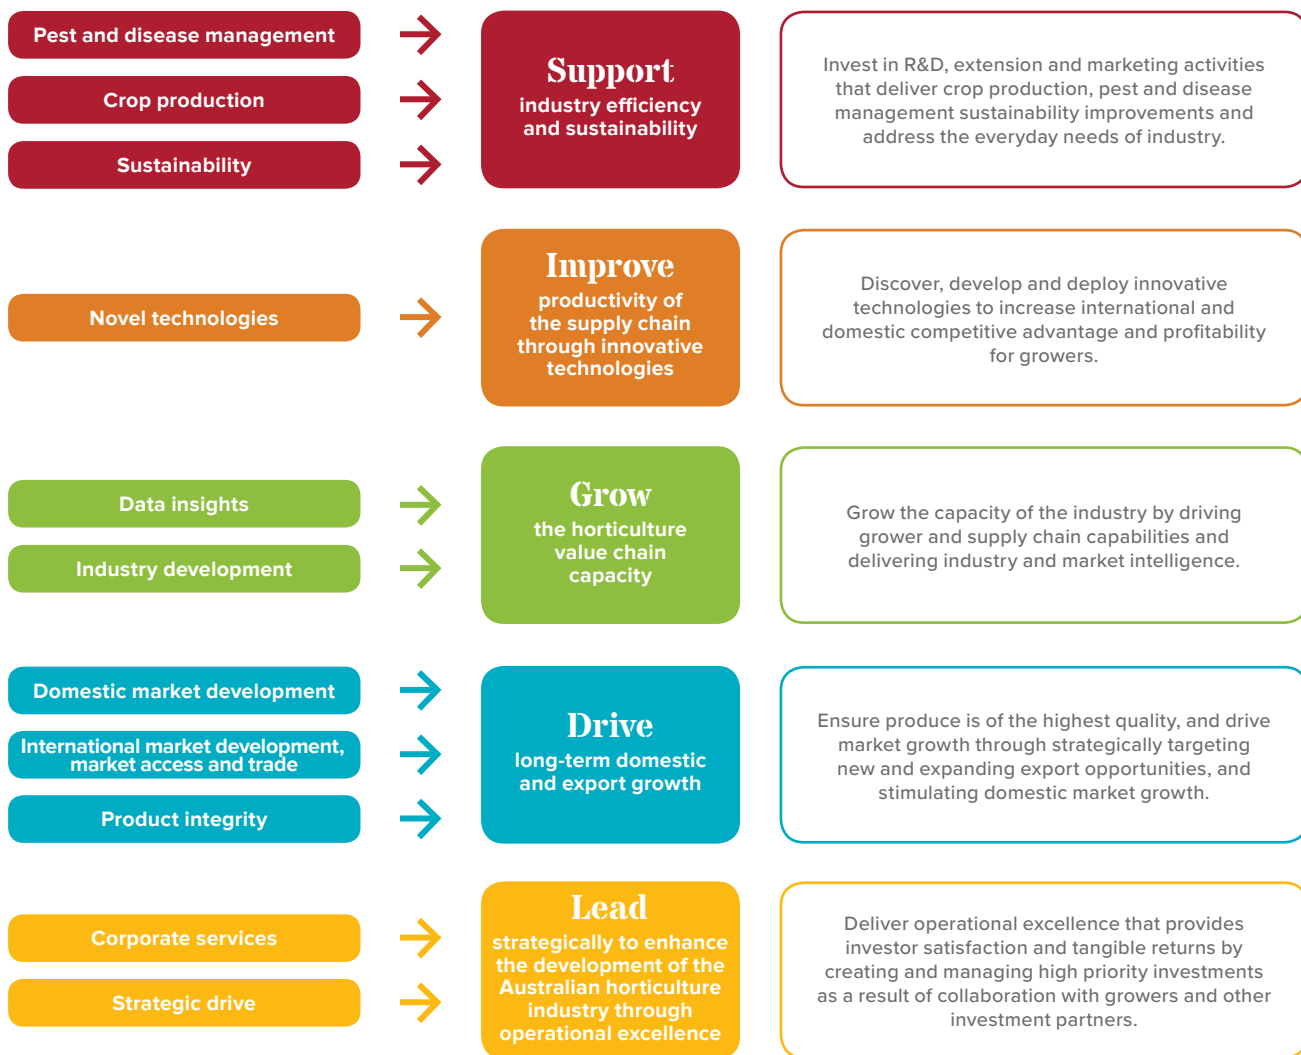 Pest and disease management
Crop production
Sustainability
Support
industry efficiency
and sustainability
Invest in R&D, extension and marketing activities
that deliver crop production, pest and disease
management sustainability improvements and
address the everyday needs of industry.
Novel technologies
Improve
productivity of
the supply chain
through innovative
technologies
Discover, develop and deploy innovative
technologies to increase international and
domestic competitive advantage and profitability
for growers.
Data insights
Industry development
Grow
the horticulture
value chain
capacity
Grow the capacity of the industry by driving
grower and supply chain capabilities and
delivering industry and market intelligence.
Domestic market development
International market development,
market access and trade
Product integrity
Drive
long-term domestic
and export growth
Ensure produce is of the highest quality, and drive
market growth through strategically targeting
new and expanding export opportunities, and
stimulating domestic market growth.
Corporate services
Strategic drive
Lead
strategically to enhance
the development of the
Australian horticulture
industry through
operational excellence
Deliver operational excellence that provides
investor satisfaction and tangible returns by
creating and managing high priority investments
as a result of collaboration with growers and other
investment partners.